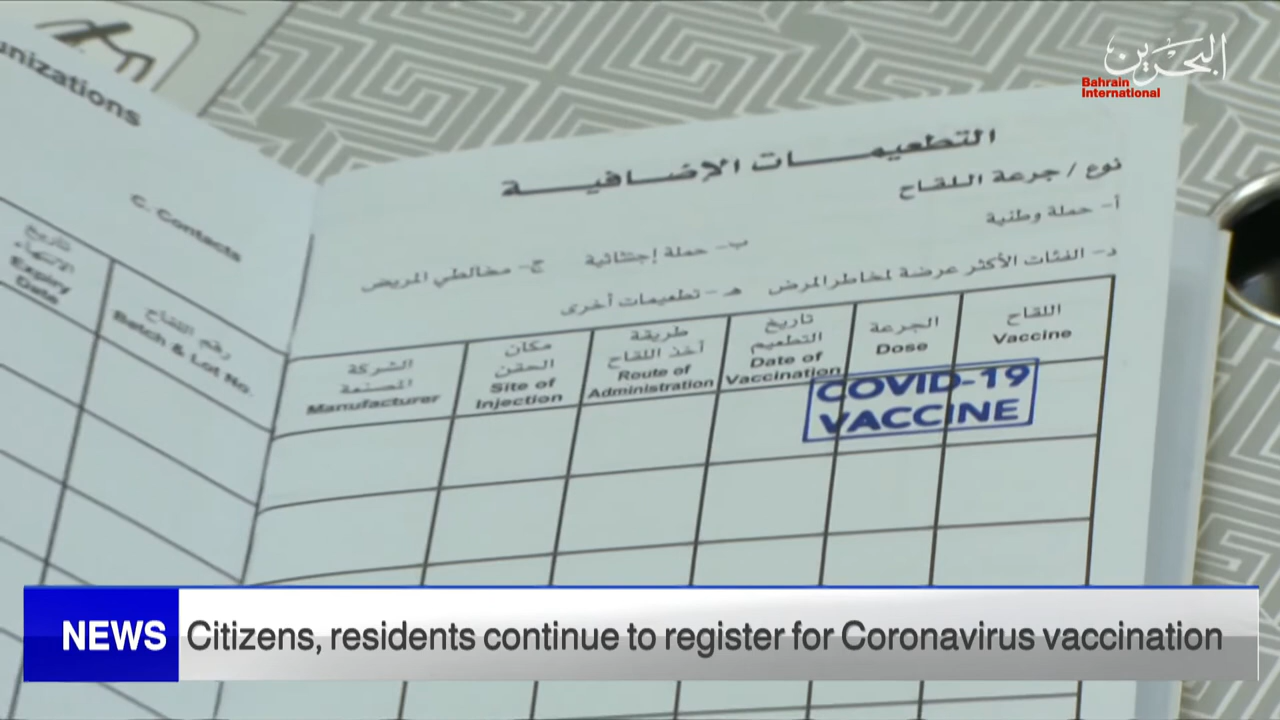 البحرين
Bahrain
International
unizations
C. Contacts
تاريخ
الانتهاء
Expiry
Date
رقم اللقاح
Batch & Lot No.
التطعيمات الإضافية
نوع / جرعة اللقاح
أ- حملة وطنية
ب- حملة إجتثاثية
ج- مخالطي المريض
د- الفئات الأكثر عرضة لمخاطر المرض
هـ - تطعيمات أخرى
اللقاح
Vaccine
الجرعة
Dose
تاريخ
التطعيم
Date of
Vaccination
طريقة
أخذ اللقاح
Route of
Administration
مكان
الحقن
Site of
Injection
الشركة
المصنعة
Manufacturer
COVID-19
VACCINE
NEWS
Citizens, residents continue to register for Coronavirus vaccination